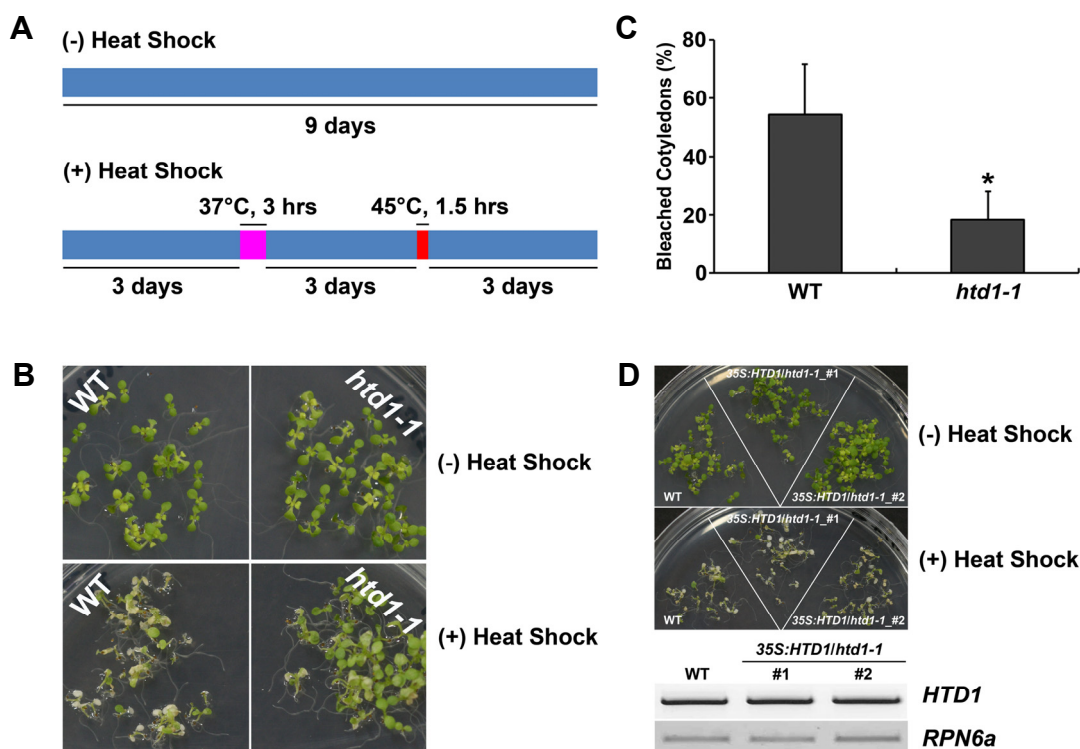 A
(-) Heat Shock
9 days
(+) Heat Shock
37°C, 3 hrs
45°C, 1.5 hrs
3 days
3 days
3 days
B
WT
htd1-1
(-) Heat Shock
WT
htd1-1
(+) Heat Shock
C
Bleached Cotyledons (%)
80
60
40
20
0
*
WT
htd1-1
D
35S:HTD1/htd1-1_#1
WT
35S:HTD1/htd1-1_#2
(-) Heat Shock
35S:HTD1/htd1-1_#1
WT
35S:HTD1/htd1-1_#2
(+) Heat Shock
35S:HTD1/htd1-1
WT
#1
#2
HTD1
RPN6a